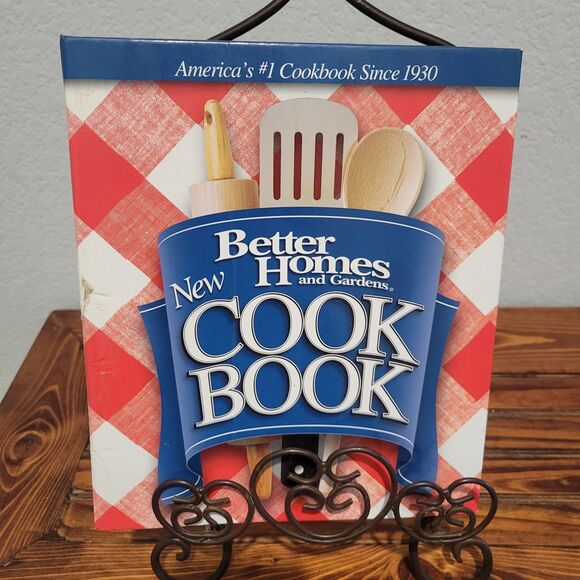 America's #1 Cookbook Since 1930
Better
Homes
and Gardens®
New
COOK
BOOK